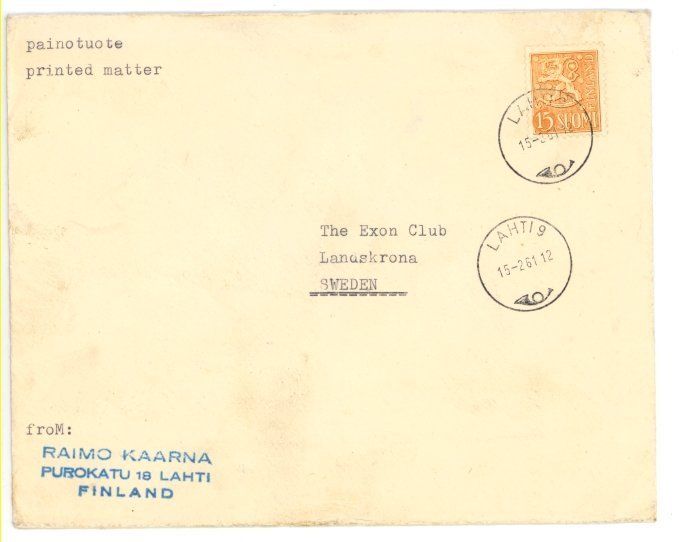 painotuote
printed matter
15 SUOMI
LAHTI
LAHTI 9
15-2 61 12
The Exon Club
Landskrona
SWEDEN
froM:
RAIMO KAARNA
PUROKATU 18 LAHTI
FINLAND